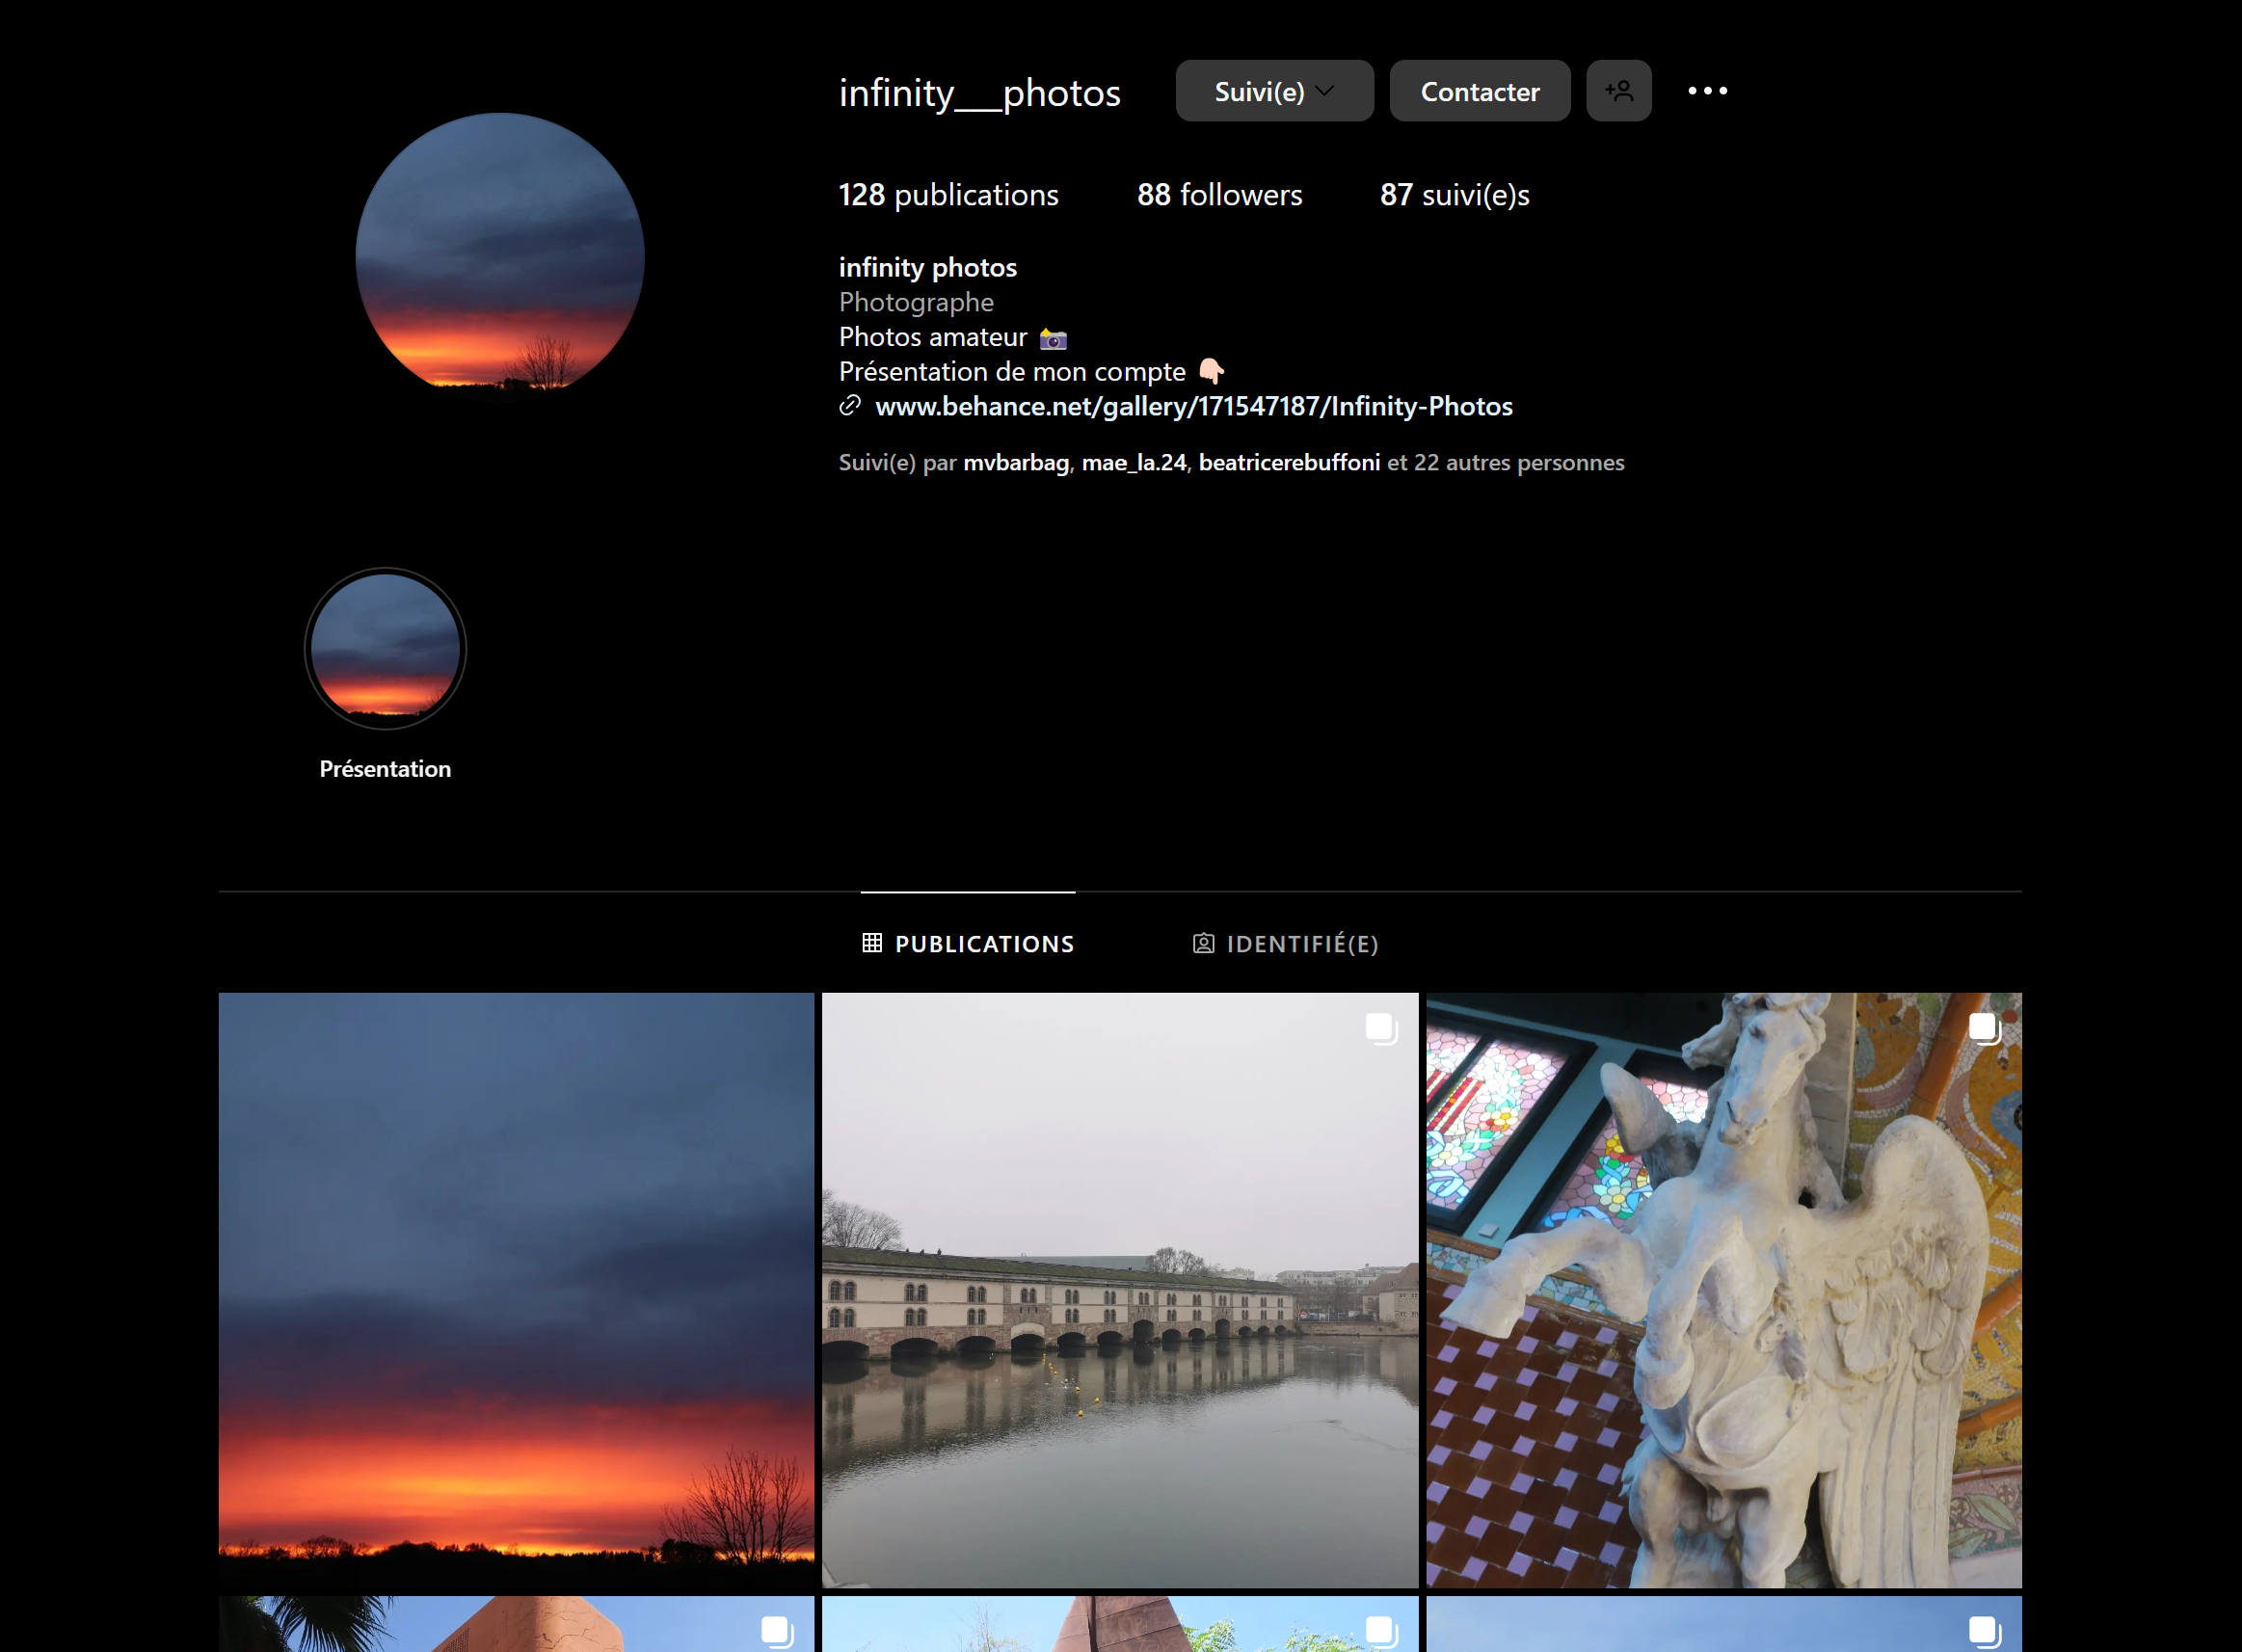 infinity___photos Suivi(e) Contacter
128 publications 88 followers 87 suivi(e)s
infinity photos
Photographe
Photos amateur 📸
Présentation de mon compte 👇🏻
www.behance.net/gallery/171547187/Infinity-Photos
Suivi(e) par mvbarbag, mae_la.24, beatricerebuffoni et 22 autres personnes
Présentation
PUBLICATIONS IDENTIFIÉ(E)